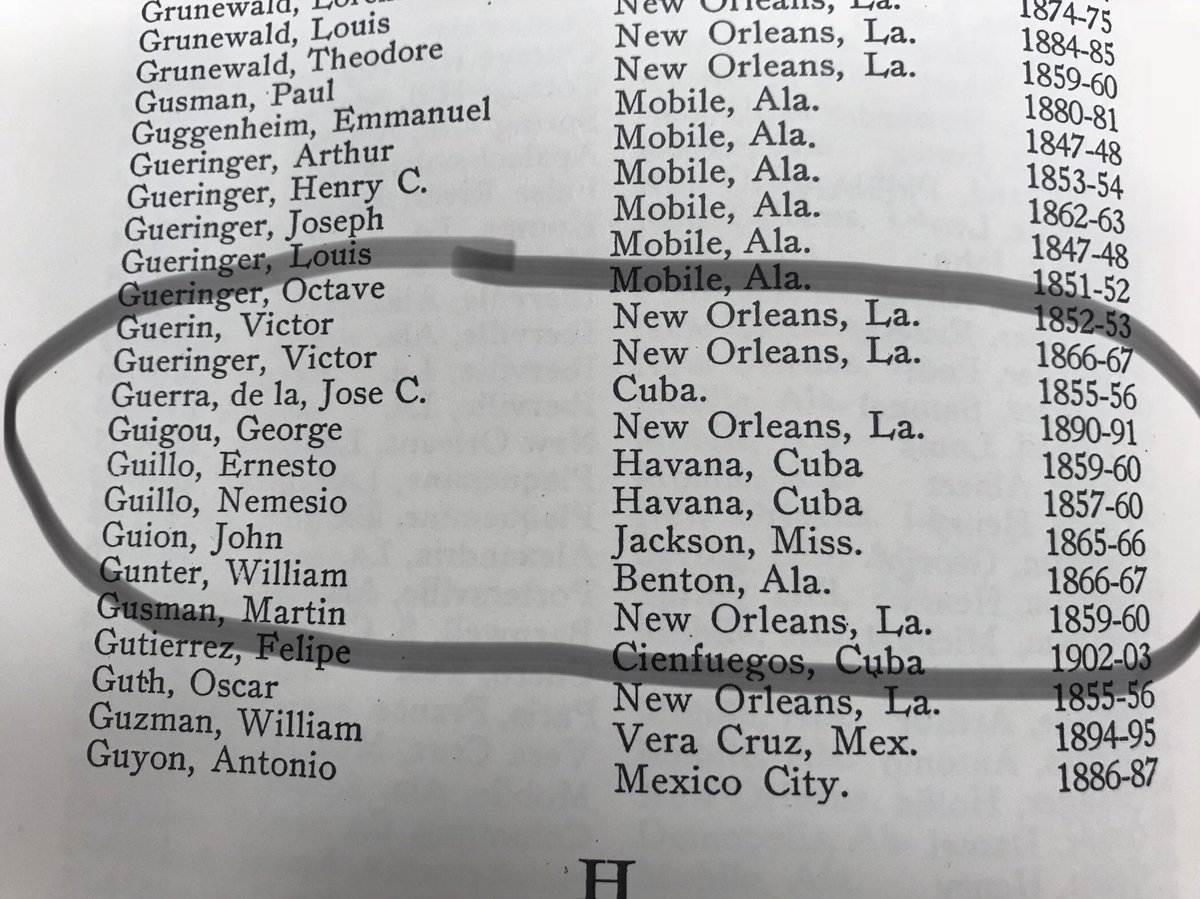 Grunewald,
Grunewald, Louis New Orleans, La. 1874-75
Grunewald, Theodore New Orleans, La. 1884-85
Gusman, Paul New Orleans, La. 1859-60
Guggenheim, Emmanuel Mobile, Ala. 1880-81
Gueringer, Arthur Mobile, Ala. 1847-48
Gueringer, Henry C. Mobile, Ala. 1853-54
Gueringer, Joseph Mobile, Ala. 1862-63
Gueringer, Louis Mobile, Ala. 1847-48
Gueringer, Octave Mobile, Ala. 1851-52
Guerin, Victor New Orleans, La. 1852-53
Gueringer, Victor New Orleans, La. 1866-67
Guerra, de la, Jose C. Cuba. 1855-56
Guigou, George New Orleans, La. 1890-91
Guillo, Ernesto Havana, Cuba 1859-60
Guillo, Nemesio Havana, Cuba 1857-60
Guion, John Jackson, Miss. 1865-66
Gunter, William Benton, Ala. 1866-67
Gusman, Martin New Orleans, La. 1859-60
Gutierrez, Felipe Cienfuegos, Cuba 1902-03
Guth, Oscar New Orleans, La. 1855-56
Guzman, William Vera Cruz, Mex. 1894-95
Guyon, Antonio Mexico City. 1886-87
H